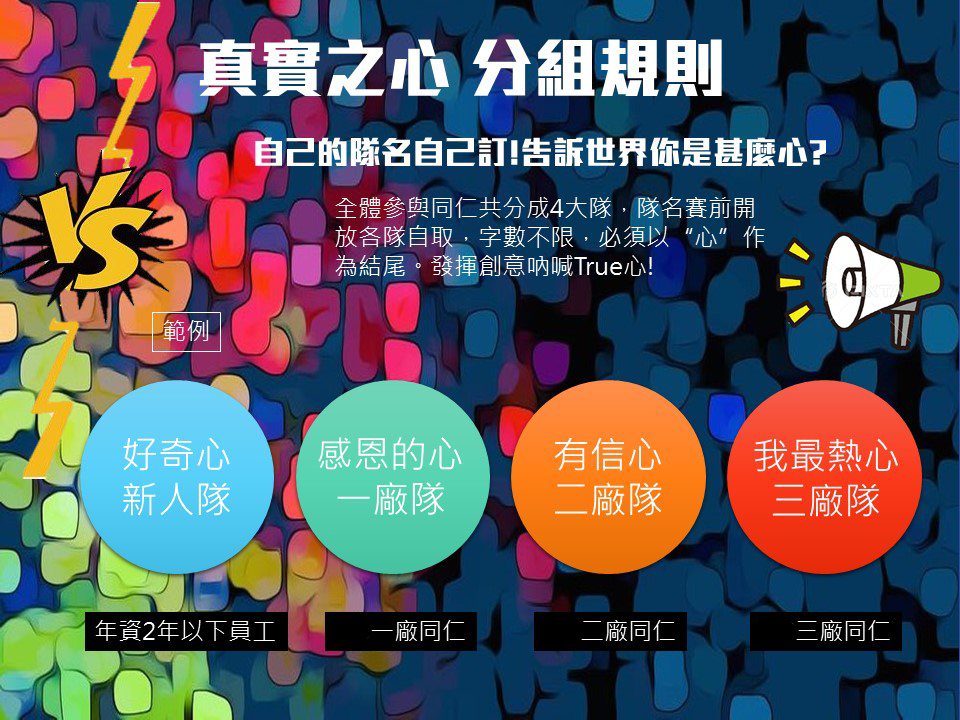 真實之心 分組規則
自己的隊名自己訂!告訴世界你是甚麼心?
VS
全體參與同仁共分成4大隊，隊名賽前開
放各隊自取，字數不限，必須以“心”作
為結尾。發揮創意吶喊True心!
範例
好奇心
新人隊
感恩的心
一廠隊
有信心
二廠隊
我最熱心
三廠隊
年資2年以下員工
一廠同仁
二廠同仁
三廠同仁